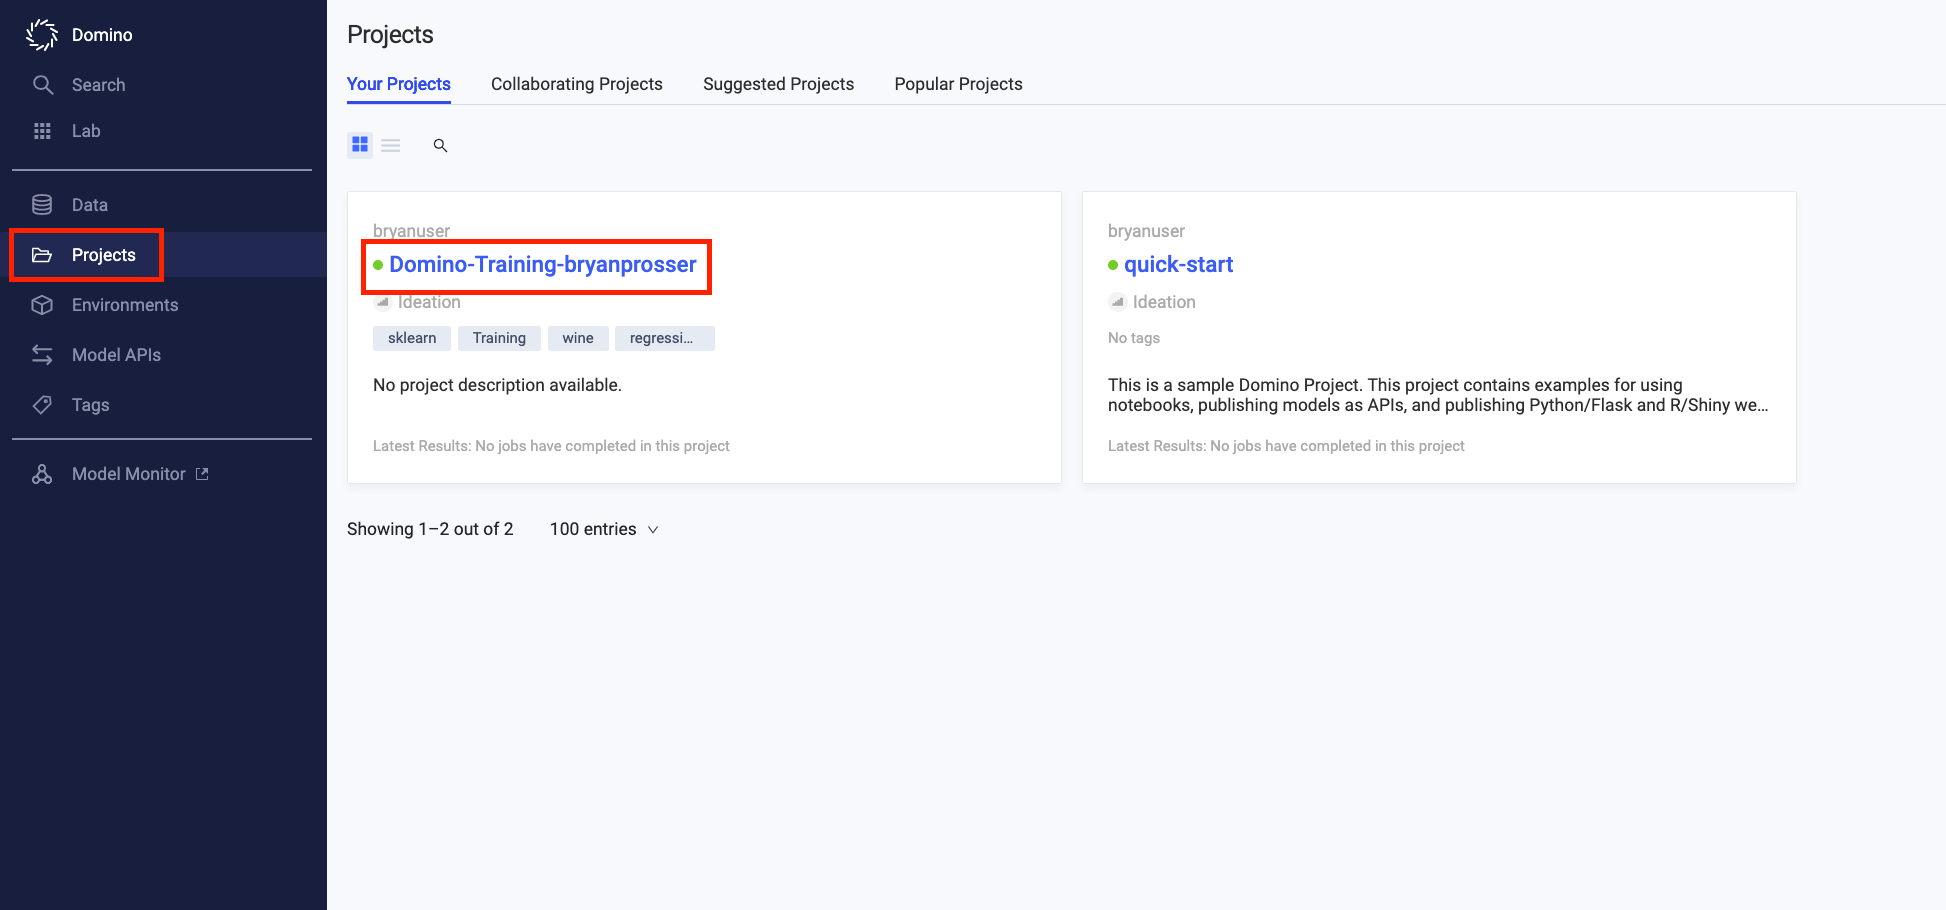 Domino
Search
Lab
Data
Projects
Environments
Model APIs
Tags
Model Monitor
Projects
Your Projects
Collaborating Projects
Suggested Projects
Popular Projects
bryanuser
Domino-Training-bryanprosser
Ideation
sklearn
Training
wine
regressi...
No project description available.
Latest Results: No jobs have completed in this project
bryanuser
quick-start
Ideation
No tags
This is a sample Domino Project. This project contains examples for using
notebooks, publishing models as APIs, and publishing Python/Flask and R/Shiny we...
Latest Results: No jobs have completed in this project
Showing 1–2 out of 2
100 entries